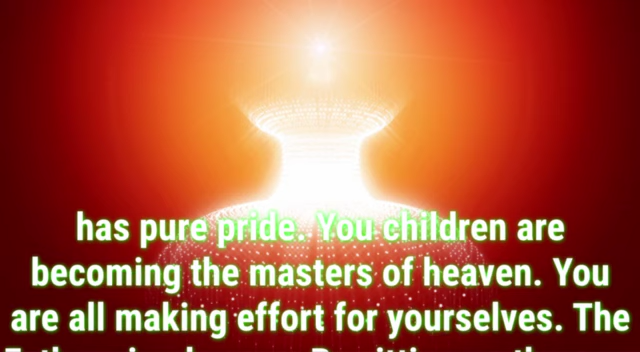 has pure pride. You children are
becoming the masters of heaven. You
are all making effort for yourselves. The